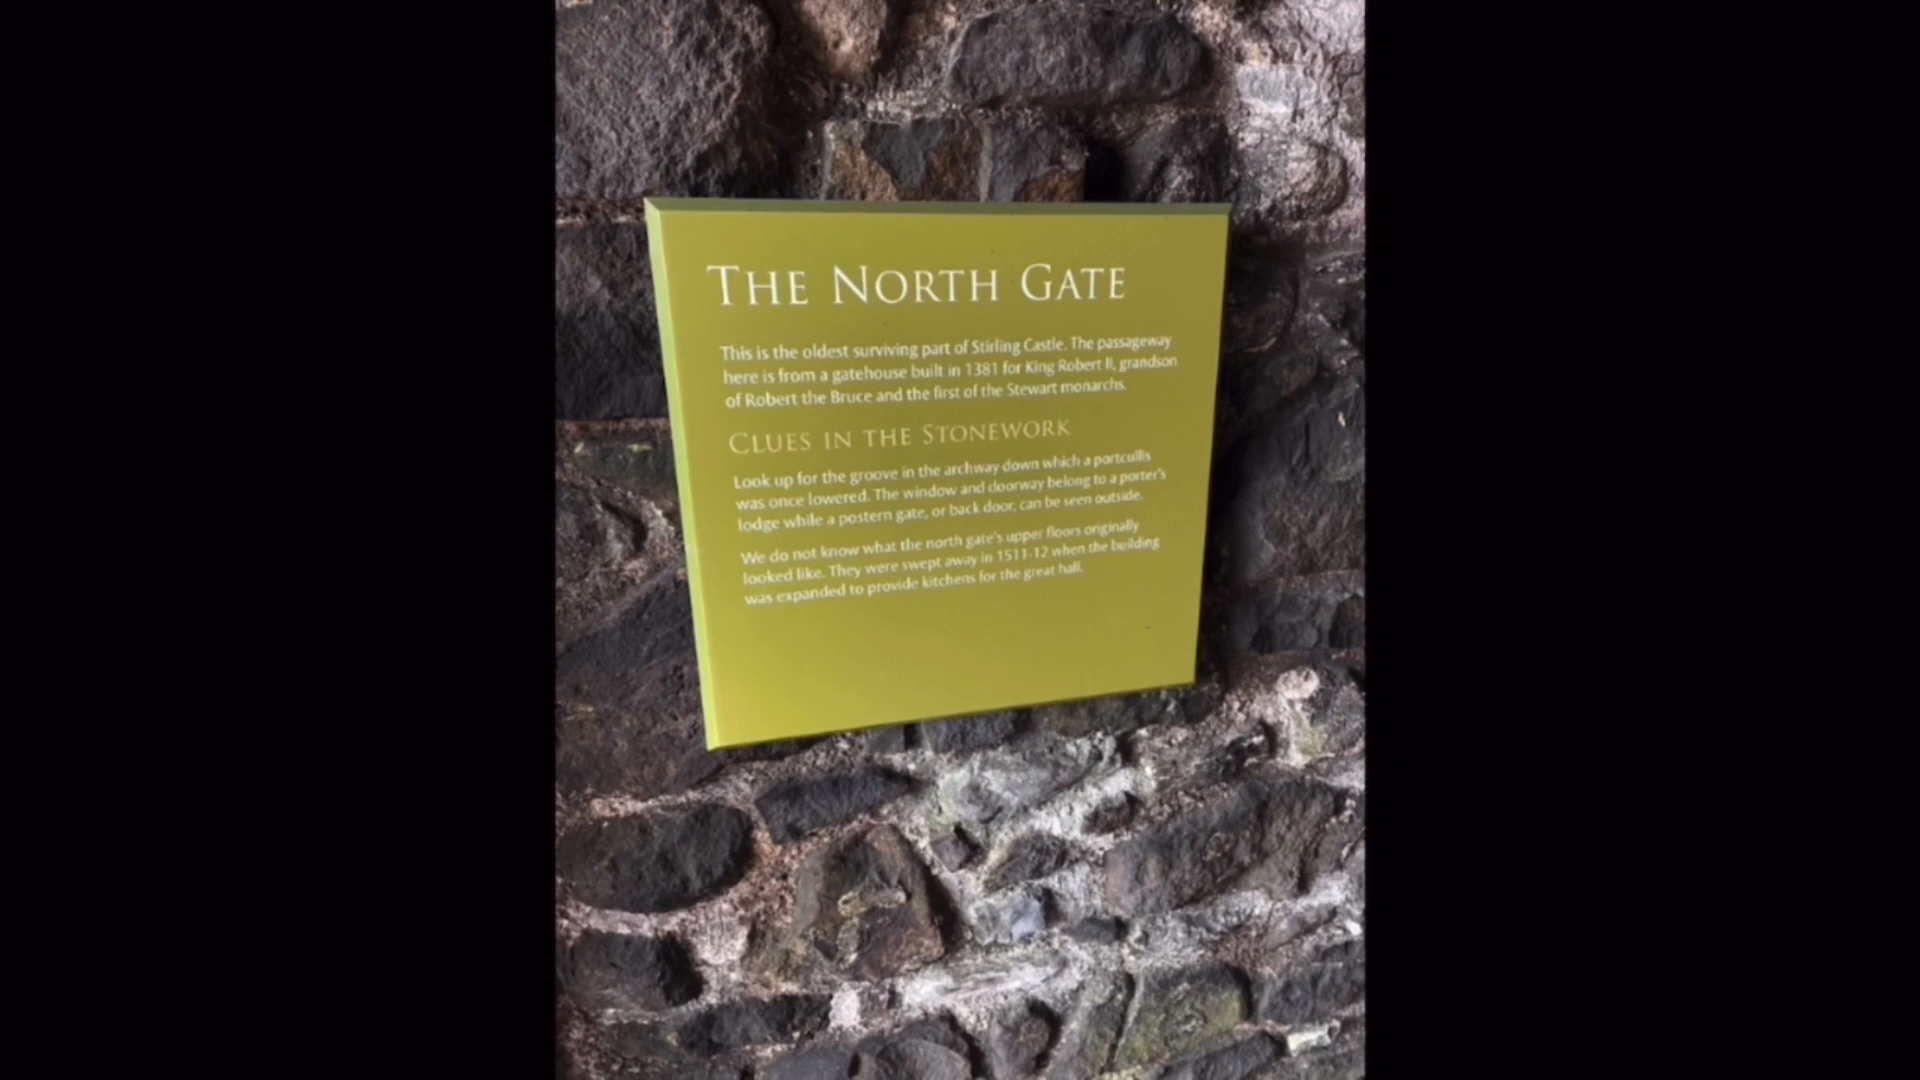 THE NORTH GATE
This is the oldest surviving part of Stirling Castle. The passageway
here is from a gatehouse built in 1381 for King Robert II, grandson
of Robert the Bruce and the first of the Stewart monarchs.
CLUES IN THE STONEWORK
Look up for the groove in the archway down which a portcullis
was once lowered. The window and doorway belong to a porter's
lodge while a postern gate, or back door, can be seen outside.
We do not know what the north gate's upper floors originally
looked like. They were swept away in 1511-12 when the building
was expanded to provide kitchens for the great hall.